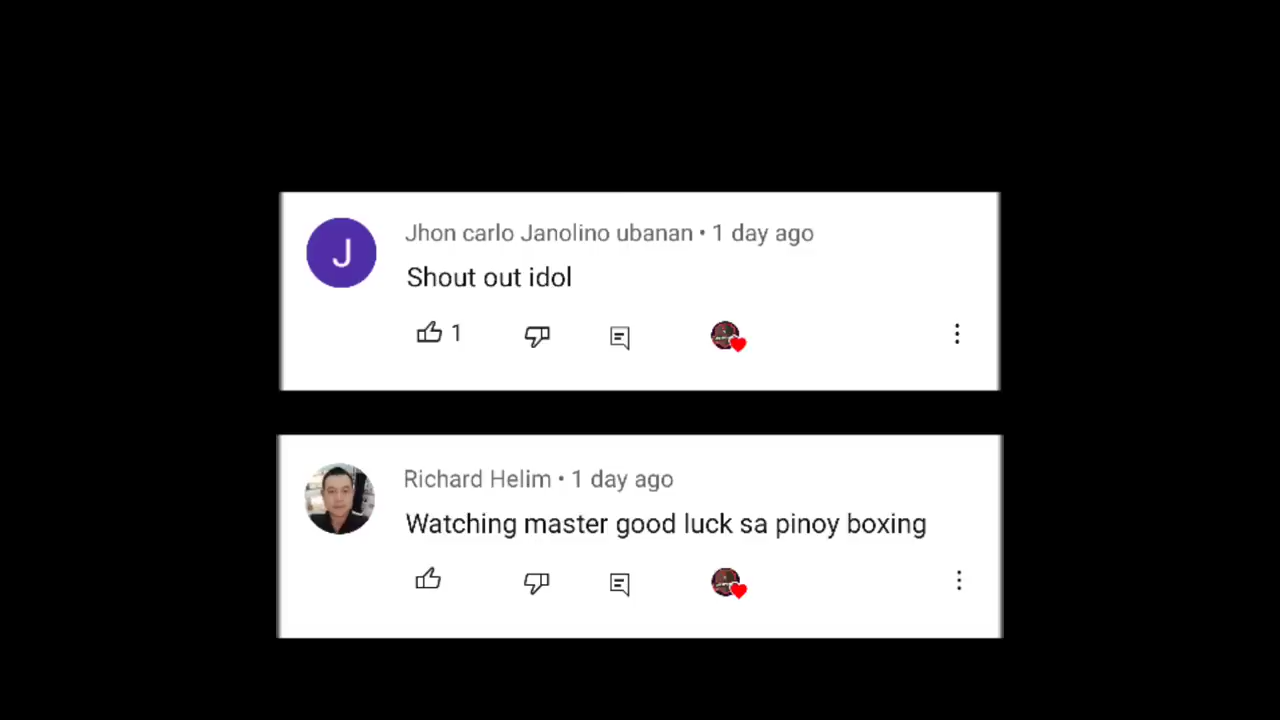 J
Jhon carlo Janolino ubanan • 1 day ago
Shout out idol
1
Richard Helim • 1 day ago
Watching master good luck sa pinoy boxing